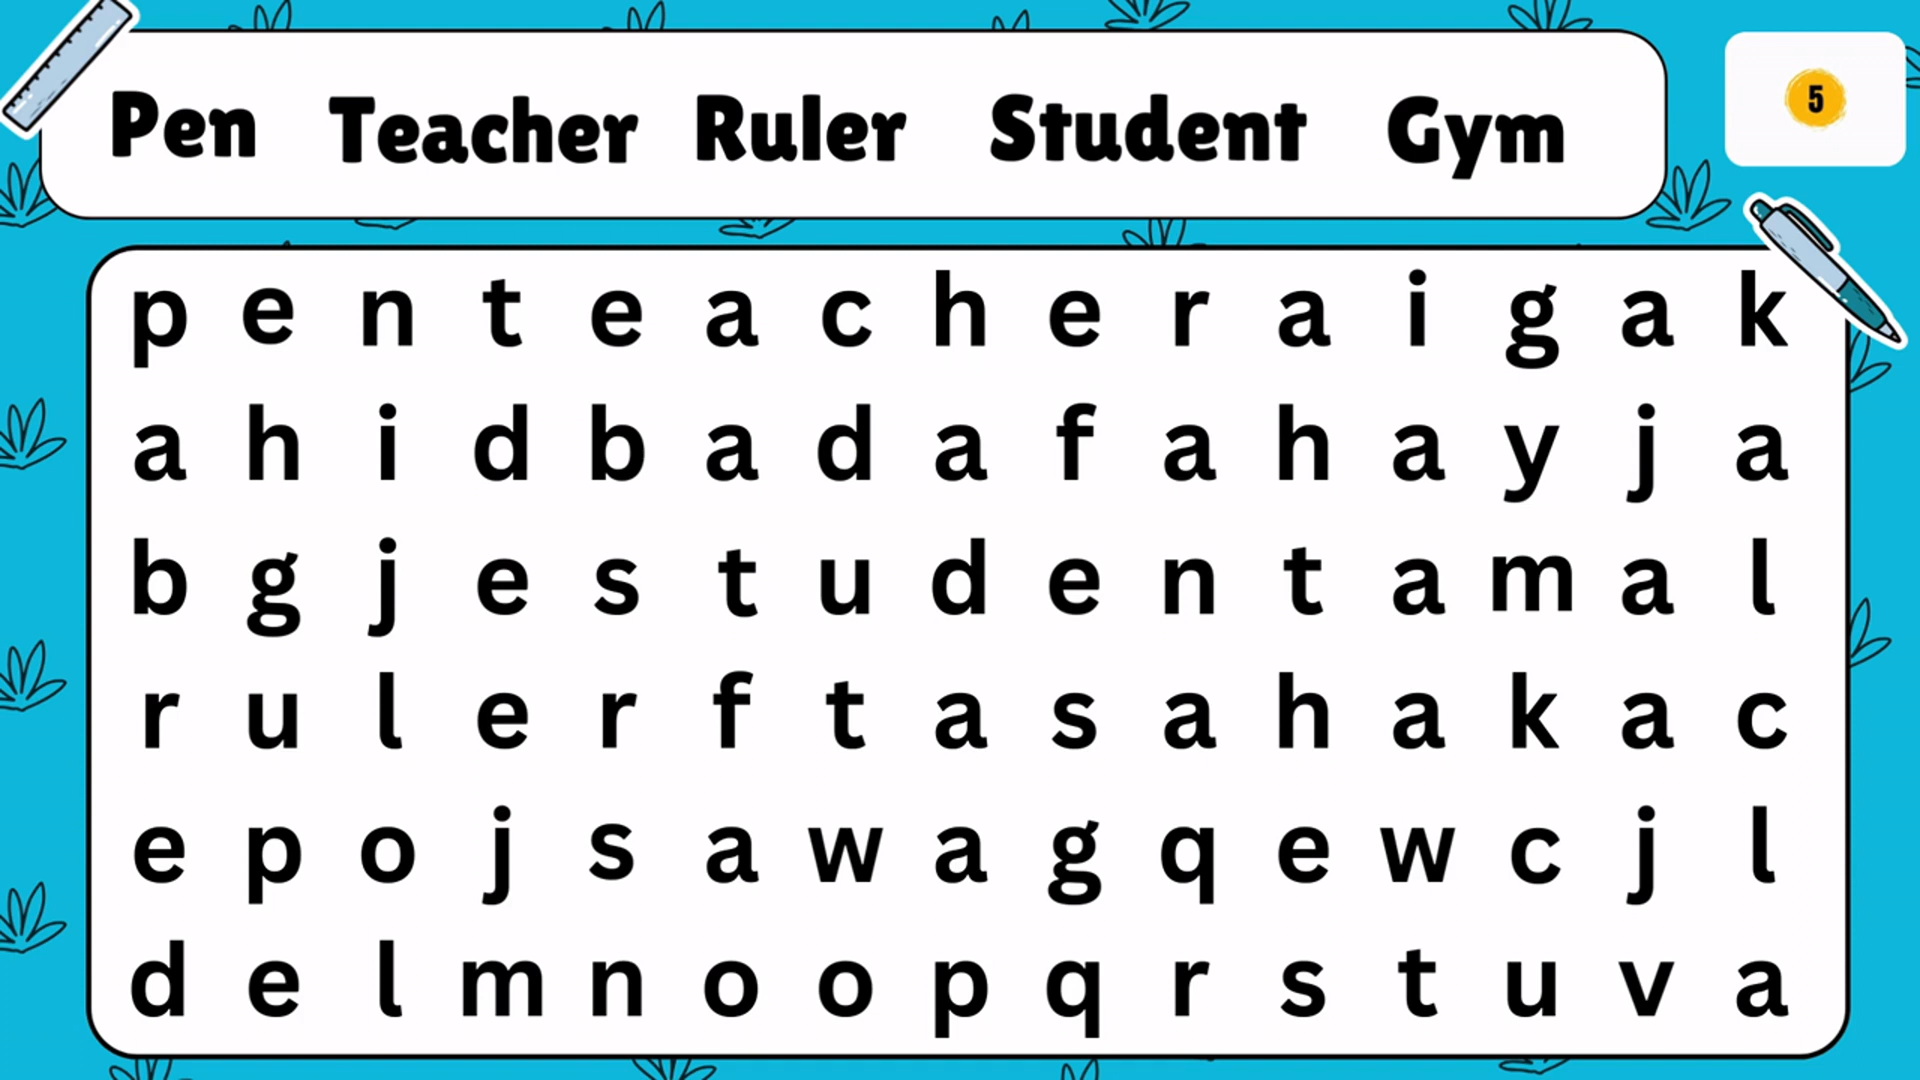 Pen Teacher Ruler Student Gym
5
p e n t e a c h e r a i g a k
a h i d b a d a f a h a y j a
b g j e s t u d e n t a m a l
r u l e r f t a s a h a k a c
e p o j s a w a g q e w c j l
d e l m n o o p q r s t u v a